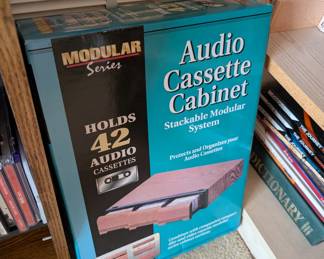 MODULAR
Series
HOLDS
42
AUDIO
CASSETTES
Audio
Cassette
Cabinet
Stackable Modular
System
Protects and Organizes your
Audio Cassettes
DICTIONARY III